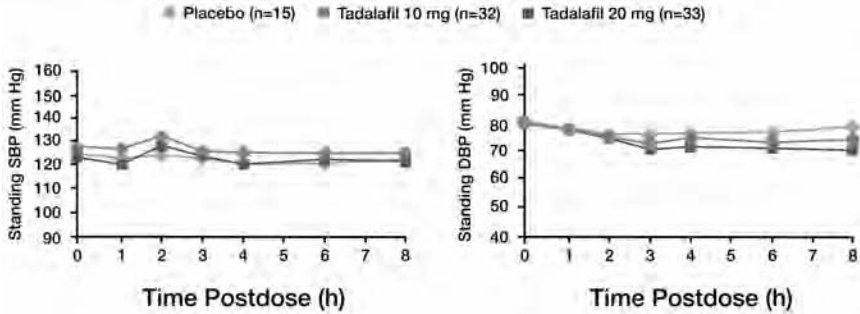 Placebo (n=15) Tadalafil 10 mg (n=32) Tadalafil 20 mg (n=33)
Standing SBP (mm Hg)
160
150
140
130
120
110
100
90
0 1 2 3 4 5 6 7 8
Time Postdose (h)
Standing DBP (mm Hg)
100
90
80
70
60
50
40
0 1 2 3 4 5 6 7 8
Time Postdose (h)